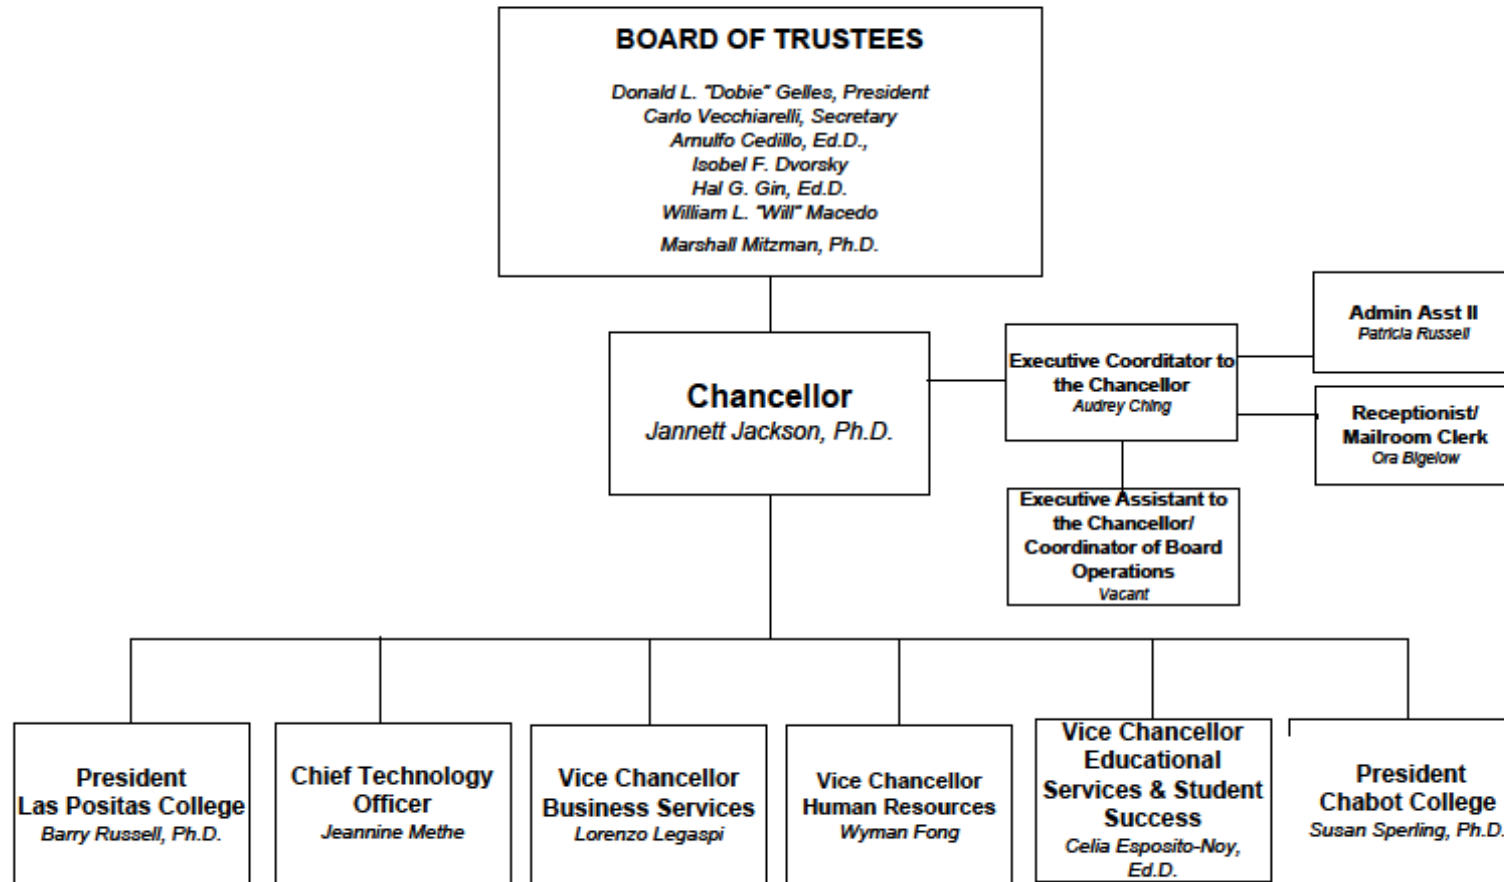 BOARD OF TRUSTEES
Donald L. "Dobie" Gelles, President
Carlo Vecchiarelli, Secretary
Arnulfo Cedillo, Ed.D.,
Isobel F. Dvorsky
Hal G. Gin, Ed.D.
William L. "Will" Macedo
Marshall Mitzman, Ph.D.
Chancellor
Jannett Jackson, Ph.D.
Executive Coorditator to
the Chancellor
Audrey Ching
Admin Asst II
Patricia Russell
Receptionist/
Mailroom Clerk
Ora Bigelow
Executive Assistant to
the Chancellor/
Coordinator of Board
Operations
Vacant
President
Las Positas College
Barry Russell, Ph.D.
Chief Technology
Officer
Jeannine Methe
Vice Chancellor
Business Services
Lorenzo Legaspi
Vice Chancellor
Human Resources
Wyman Fong
Vice Chancellor
Educational
Services & Student
Success
Celia Esposito-Noy,
Ed.D.
President
Chabot College
Susan Sperling, Ph.D.